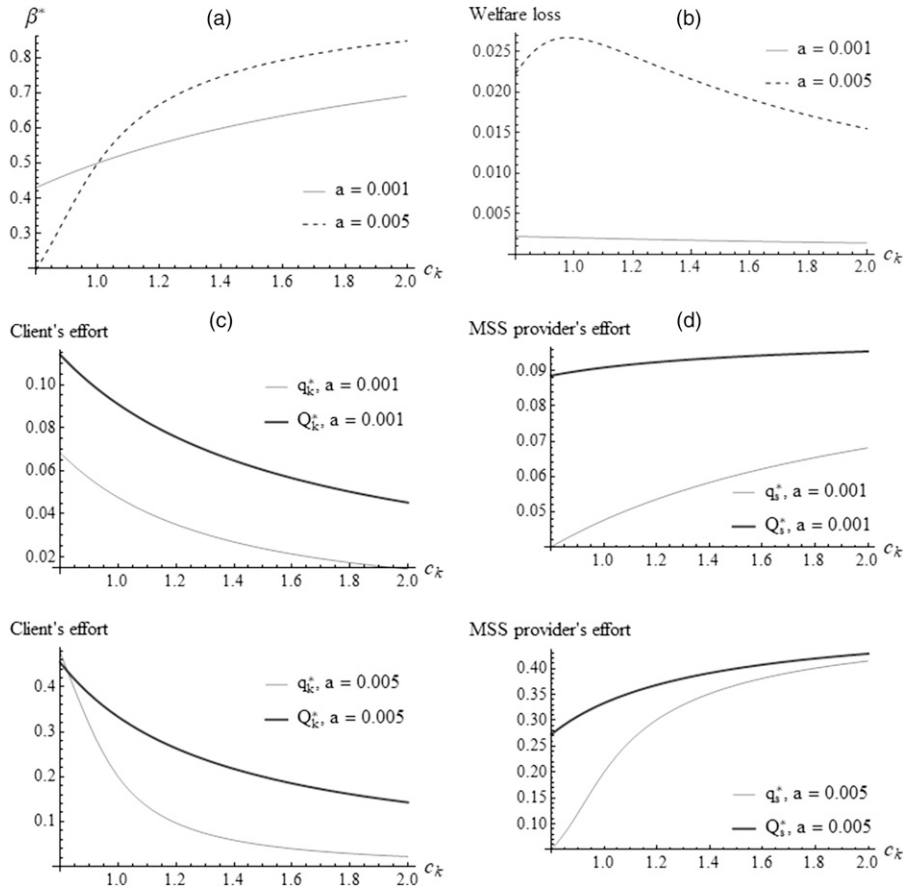 β* (a)
0.8
0.7
0.6
0.5
0.4
0.3
a = 0.001
a = 0.005
1.0 1.2 1.4 1.6 1.8 2.0 c_k
Welfare loss (b)
0.025
0.020
0.015
0.010
0.005
a = 0.001
a = 0.005
1.0 1.2 1.4 1.6 1.8 2.0 c_k
Client's effort (c)
0.10
0.08
0.06
0.04
0.02
q_k*, a = 0.001
Q_k*, a = 0.001
1.0 1.2 1.4 1.6 1.8 2.0 c_k
MSS provider's effort (d)
0.09
0.08
0.07
0.06
0.05
q_s*, a = 0.001
Q_s*, a = 0.001
1.0 1.2 1.4 1.6 1.8 2.0 c_k
Client's effort
0.4
0.3
0.2
0.1
q_k*, a = 0.005
Q_k*, a = 0.005
1.0 1.2 1.4 1.6 1.8 2.0 c_k
MSS provider's effort
0.40
0.35
0.30
0.25
0.20
0.15
0.10
q_s*, a = 0.005
Q_s*, a = 0.005
1.0 1.2 1.4 1.6 1.8 2.0 c_k